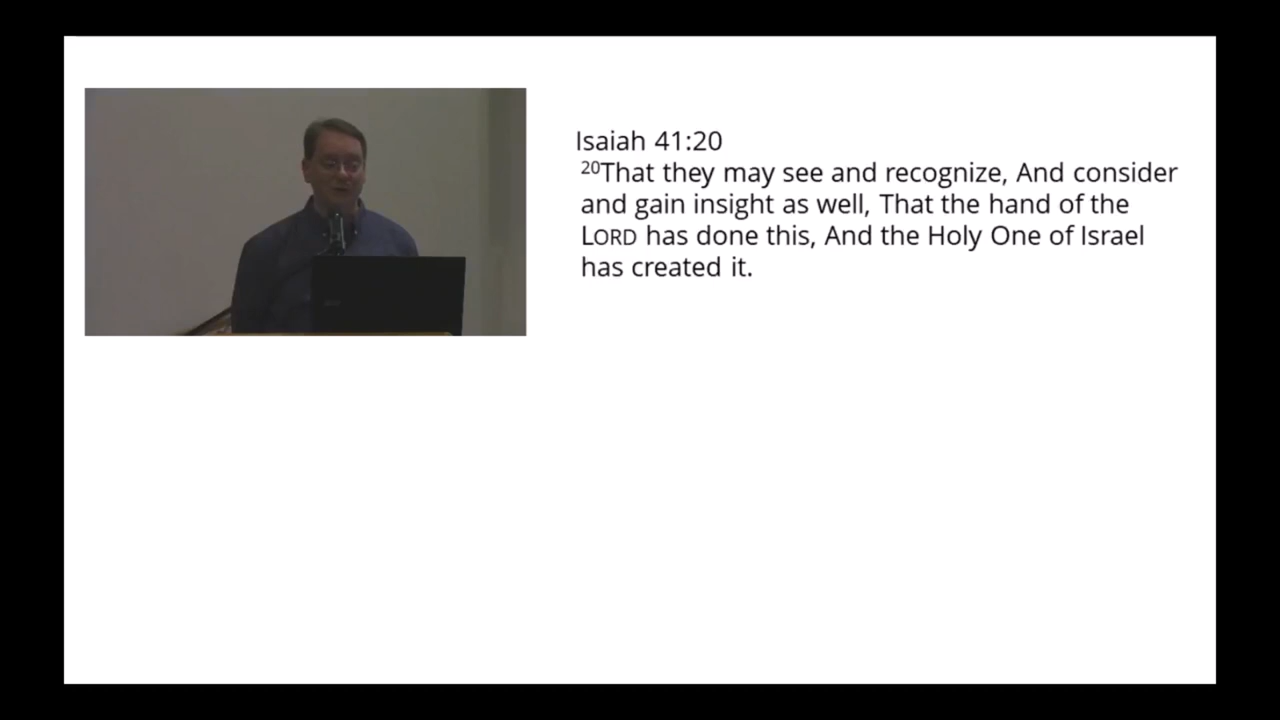 Isaiah 41:20
20That they may see and recognize, And consider
and gain insight as well, That the hand of the
LORD has done this, And the Holy One of Israel
has created it.